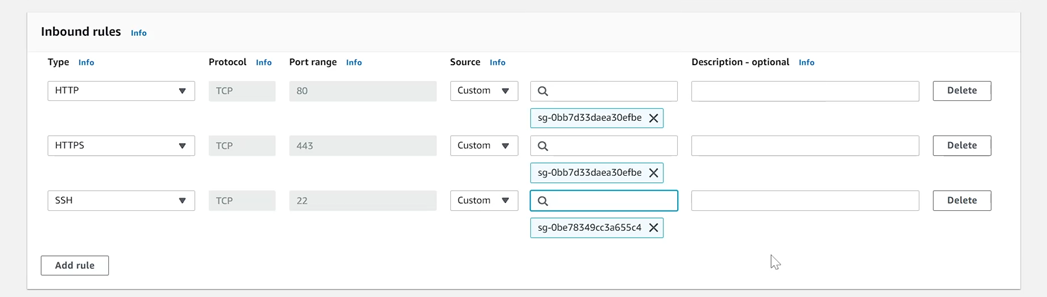 Inbound rules Info
Type Info Protocol Info Port range Info Source Info Description - optional Info
HTTP TCP 80 Custom Delete
sg-0bb7d33daea30efbe
HTTPS TCP 443 Custom Delete
sg-0bb7d33daea30efbe
SSH TCP 22 Custom Delete
sg-0be78349cc3a655c4
Add rule